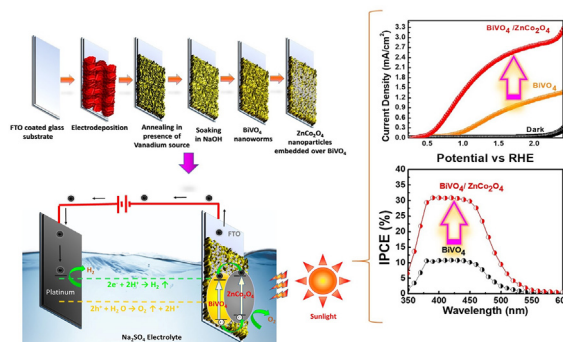 FTO coated glass
substrate
Electrodeposition
Annealing in
presence of
Vanadium source
Soaking
in NaOH
BiVO₄
nanoworms
ZnCo₂O₄
nanoparticles
embedded over BiVO₄
FTO
H₂
Platinum
2e⁻ + 2H⁺ → H₂ ↑
2h⁺ + H₂O → O₂ ↑ + 2H⁺
BiVO₄
ZnCo₂O₄
O₂
Na₂SO₄ Electrolyte
Sunlight
Current Density (mA/cm²)
3.3
3.0
2.7
2.4
2.1
1.8
1.5
1.2
0.9
0.6
0.3
0.0
BiVO₄ /ZnCo₂O₄
BiVO₄
Dark
0.5 1.0 1.5 2.0
Potential vs RHE
IPCE (%)
40
35
30
25
20
15
10
5
0
BiVO₄/ ZnCo₂O₄
BiVO₄
350 400 450 500 550 600
Wavelength (nm)